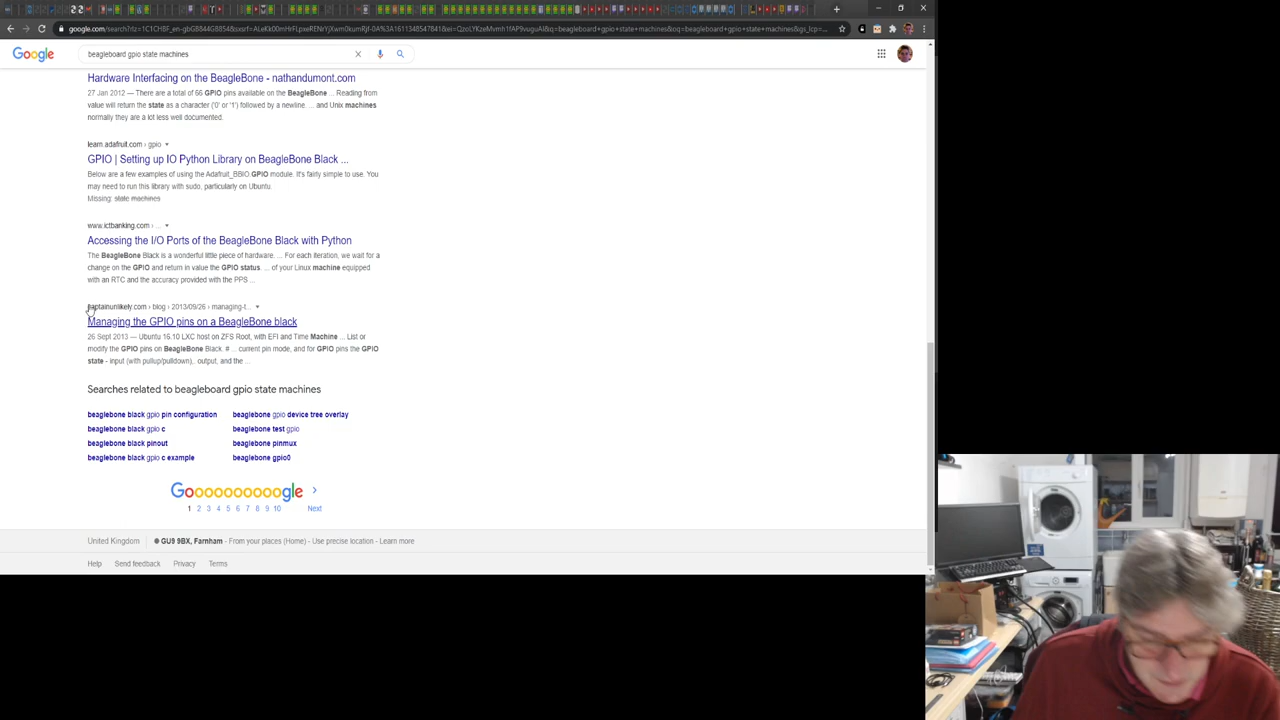 Google
beagleboard gpio state machines
Hardware Interfacing on the BeagleBone - nathandumont.com
27 Jan 2012 — There are a total of 66 GPIO pins available on the BeagleBone ... Reading from
value will return the state as a character ('0' or '1') followed by a newline. ... and Unix machines
normally they are a lot less well documented.
learn.adafruit.com › gpio
GPIO | Setting up IO Python Library on BeagleBone Black ...
Below are a few examples of using the Adafruit_BBIO.GPIO module. It's fairly simple to use. You
may need to run this library with sudo, particularly on Ubuntu.
Missing: state machines
www.ictbanking.com › ...
Accessing the I/O Ports of the BeagleBone Black with Python
The BeagleBone Black is a wonderful little piece of hardware. ... For each iteration, we wait for a
change on the GPIO and return in value the GPIO status. ... of your Linux machine equipped
with an RTC and the accuracy provided with the PPS ...
captainunlikely.com › blog › 2013/09/26 › managing-t...
Managing the GPIO pins on a BeagleBone black
26 Sept 2013 — Ubuntu 16.10 LXC host on ZFS Root, with EFI and Time Machine ... List or
modify the GPIO pins on BeagleBone Black. # ... current pin mode, and for GPIO pins the GPIO
state - input (with pullup/pulldown), output, and the ...
Searches related to beagleboard gpio state machines
beaglebone black gpio pin configuration
beaglebone gpio device tree overlay
beaglebone black gpio c
beaglebone test gpio
beaglebone black pinout
beaglebone pinmux
beaglebone black gpio c example
beaglebone gpio0
Goooooooooogle
1 2 3 4 5 6 7 8 9 10 Next
United Kingdom GU9 9BX, Farnham - From your places (Home) - Use precise location - Learn more
Help Send feedback Privacy Terms